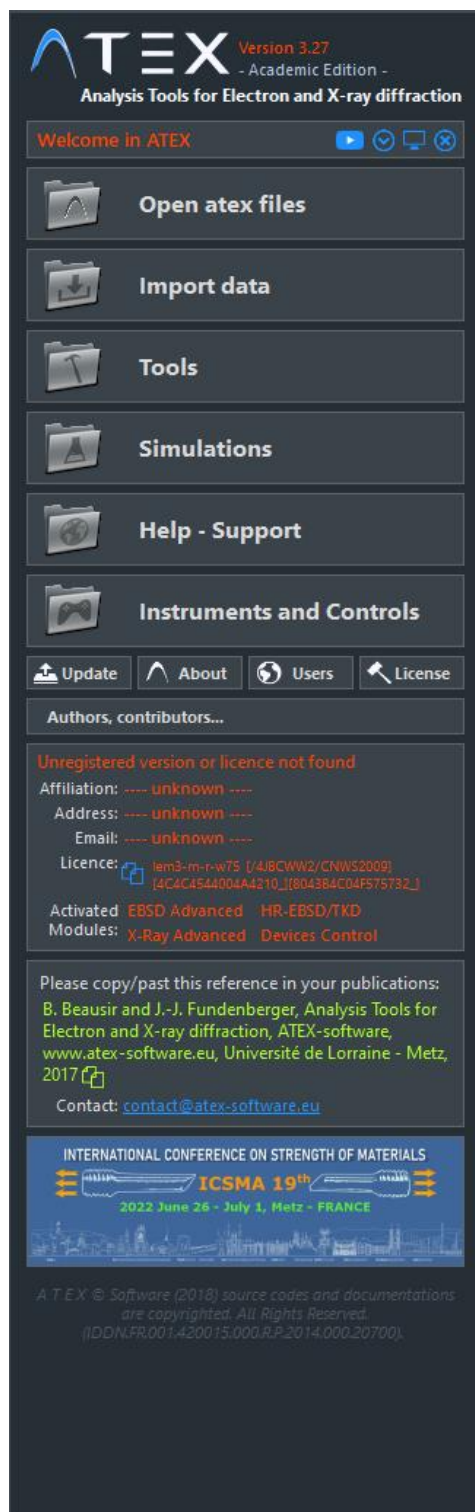 ATEX Version 3.27
- Academic Edition -
Analysis Tools for Electron and X-ray diffraction
Welcome in ATEX
Open atex files
Import data
Tools
Simulations
Help - Support
Instruments and Controls
Update About Users License
Authors, contributors...
Unregistered version or licence not found
Affiliation: ---- unknown ----
Address: ---- unknown ----
Email: ---- unknown ----
Licence: lem3-m-r-w75 [/4JBCWW2/CNWS2009]
[4C4C4544004A4210_][8043B4C04F575732_]
Activated EBSD Advanced HR-EBSD/TKD
Modules: X-Ray Advanced Devices Control
Please copy/past this reference in your publications:
B. Beausir and J.-J. Fundenberger, Analysis Tools for
Electron and X-ray diffraction, ATEX-software,
www.atex-software.eu, Université de Lorraine - Metz,
2017
Contact: contact@atex-software.eu
INTERNATIONAL CONFERENCE ON STRENGTH OF MATERIALS
ICSMA 19th
2022 June 26 - July 1, Metz - FRANCE
A T E X © Software (2018) source codes and documentations
are copyrighted. All Rights Reserved.
(IDDN.FR.001.420015.000.R.P.2014.000.20700).